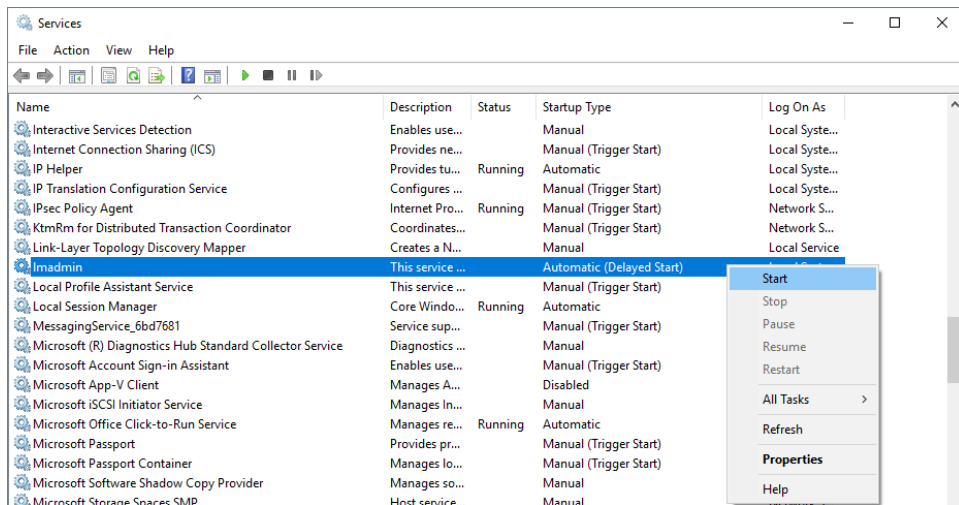 Services
File Action View Help
Name Description Status Startup Type Log On As
Interactive Services Detection Enables use... Manual Local Syste...
Internet Connection Sharing (ICS) Provides ne... Manual (Trigger Start) Local Syste...
IP Helper Provides tu... Running Automatic Local Syste...
IP Translation Configuration Service Configures ... Manual (Trigger Start) Local Syste...
IPsec Policy Agent Internet Pro... Running Manual (Trigger Start) Network S...
KtmRm for Distributed Transaction Coordinator Coordinates... Manual (Trigger Start) Network S...
Link-Layer Topology Discovery Mapper Creates a N... Manual Local Service
lmadmin This service ... Automatic (Delayed Start)
Start
Local Profile Assistant Service This service ... Manual (Trigger Start)
Stop
Local Session Manager Core Windo... Running Automatic
MessagingService_6bd7681 Service sup... Manual (Trigger Start)
Pause
Microsoft (R) Diagnostics Hub Standard Collector Service Diagnostics ... Manual
Resume
Microsoft Account Sign-in Assistant Enables use... Manual (Trigger Start)
Restart
Microsoft App-V Client Manages A... Disabled
All Tasks
Microsoft iSCSI Initiator Service Manages In... Manual
Microsoft Office Click-to-Run Service Manages re... Running Automatic
Refresh
Microsoft Passport Provides pr... Manual (Trigger Start)
Properties
Microsoft Passport Container Manages lo... Manual (Trigger Start)
Microsoft Software Shadow Copy Provider Manages so... Manual
Help
Microsoft Storage Spaces SMP Host service Manual